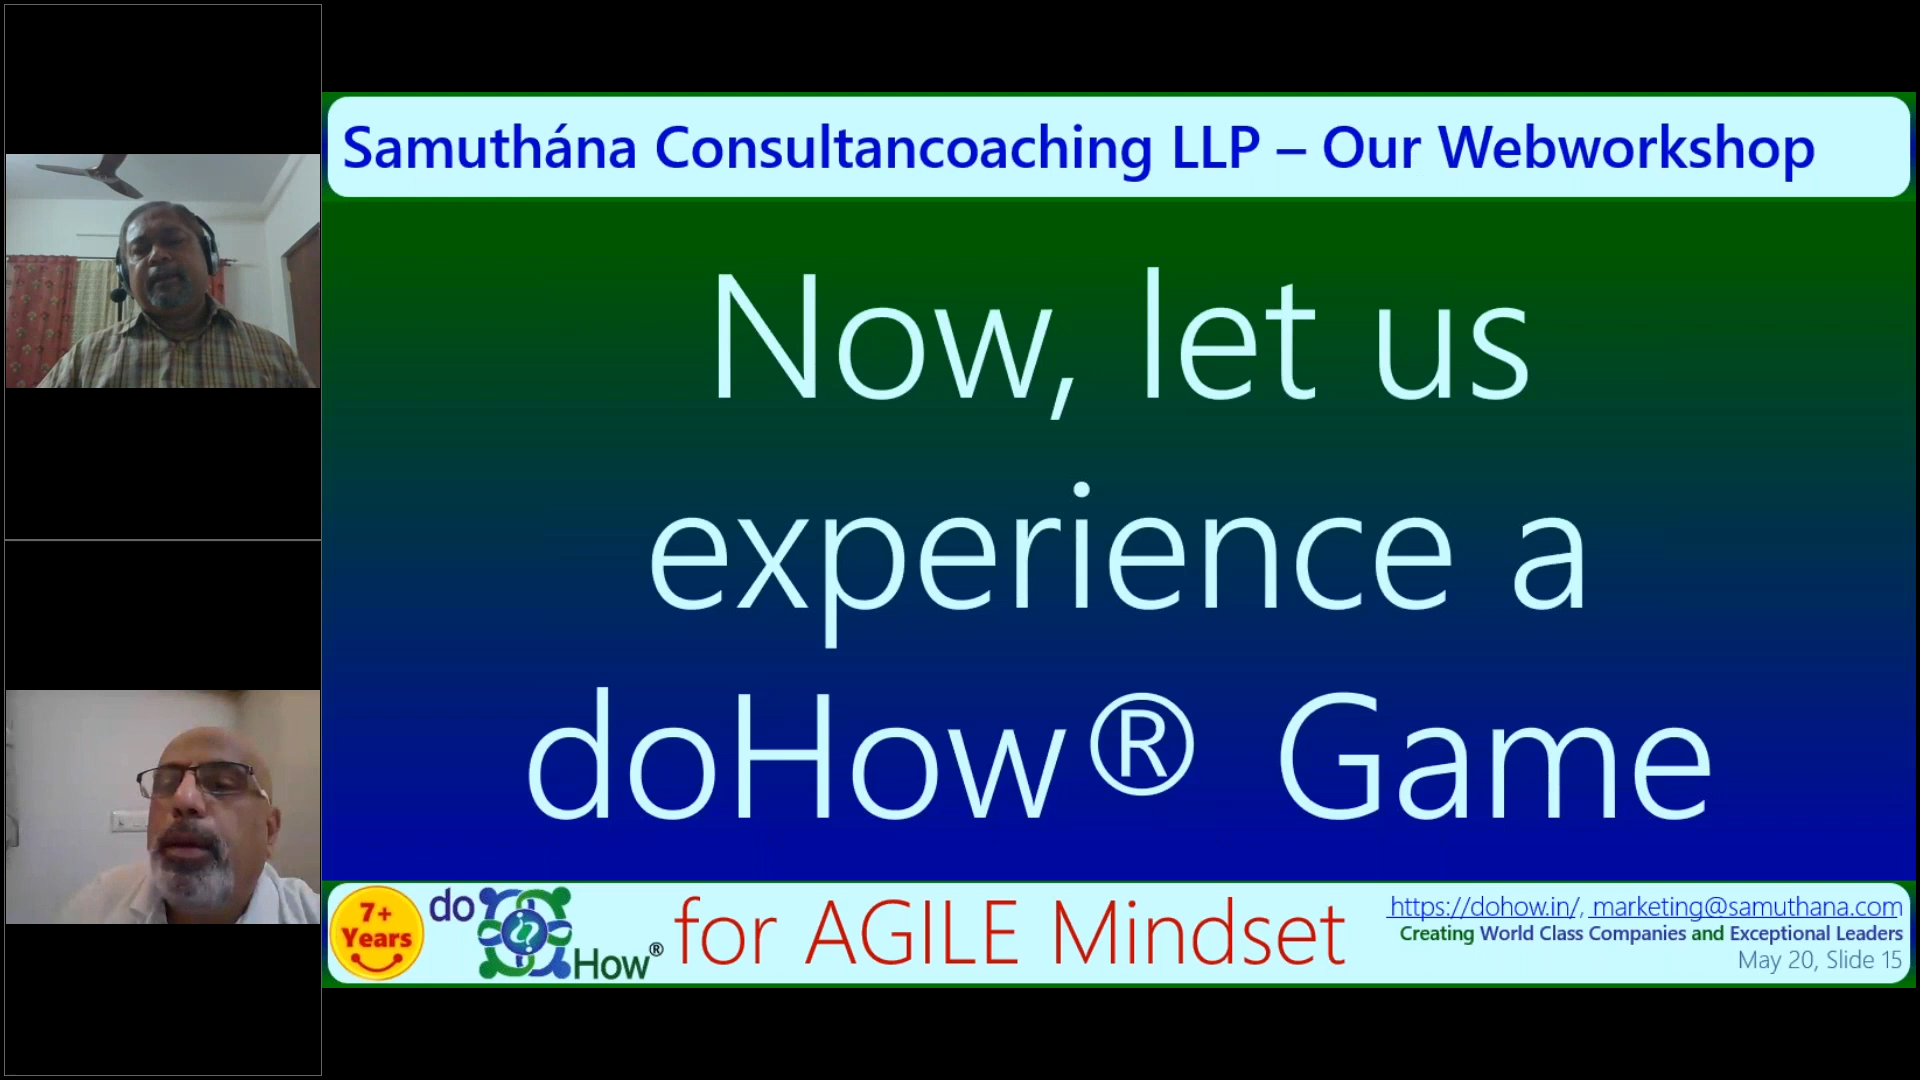 Samuthána Consultancoaching LLP – Our Webworkshop
Now, let us
experience a
doHow® Game
7+
Years
do
How®
for AGILE Mindset
https://dohow.in/, marketing@samuthana.com
Creating World Class Companies and Exceptional Leaders
May 20, Slide 15